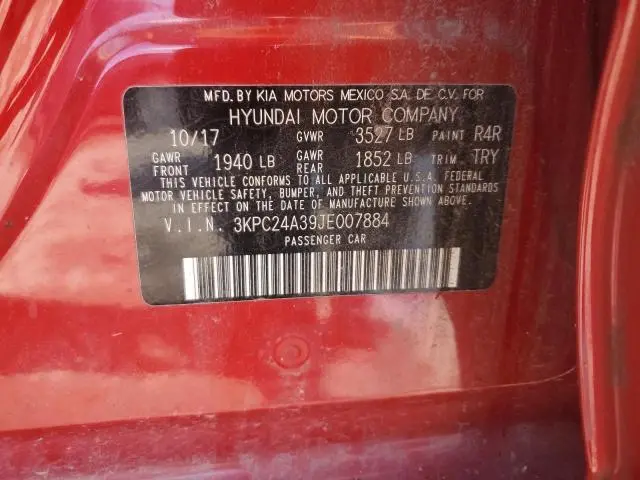 MFD. BY KIA MOTORS MEXICO S.A. DE C.V. FOR
HYUNDAI MOTOR COMPANY
10/17 GVWR 3527 LB PAINT R4R
GAWR FRONT 1940 LB GAWR REAR 1852 LB TRIM TRY
THIS VEHICLE CONFORMS TO ALL APPLICABLE U.S.A. FEDERAL
MOTOR VEHICLE SAFETY, BUMPER, AND THEFT PREVENTION STANDARDS
IN EFFECT ON THE DATE OF MANUFACTURE SHOWN ABOVE.
V.I.N. 3KPC24A39JE007884
PASSENGER CAR